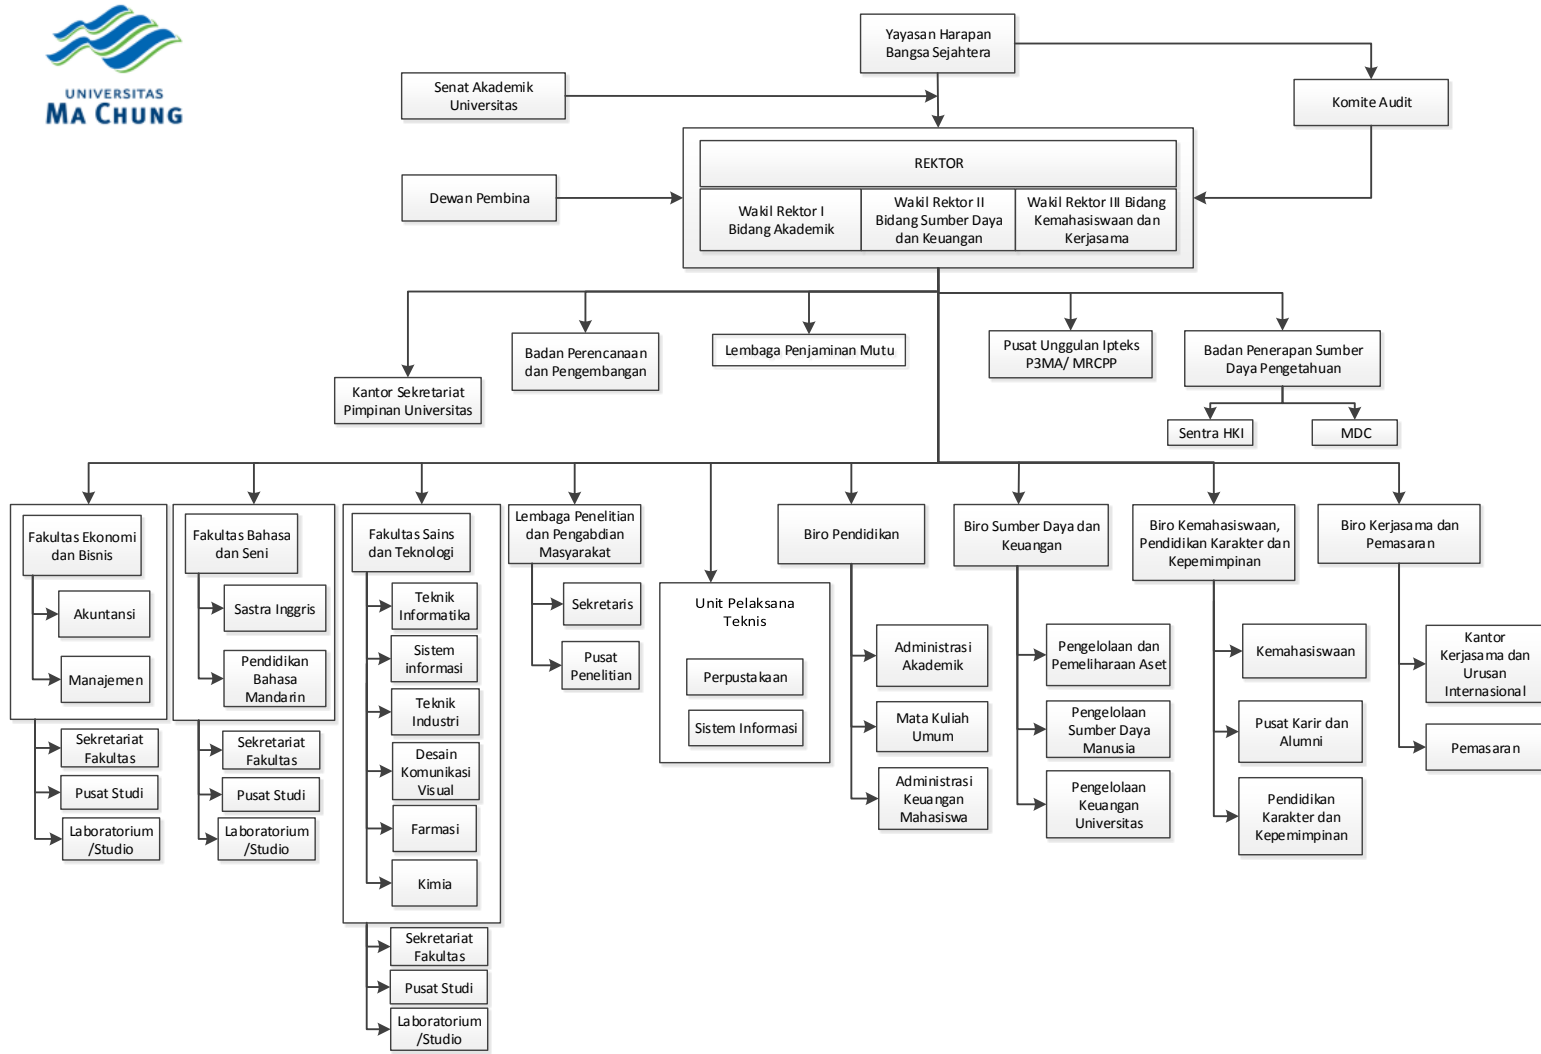 UNIVERSITAS
MA CHUNG
Yayasan Harapan
Bangsa Sejahtera
Senat Akademik
Universitas
Komite Audit
REKTOR
Dewan Pembina
Wakil Rektor I
Bidang Akademik
Wakil Rektor II
Bidang Sumber Daya
dan Keuangan
Wakil Rektor III Bidang
Kemahasiswaan dan
Kerjasama
Kantor Sekretariat
Pimpinan Universitas
Badan Perencanaan
dan Pengembangan
Lembaga Penjaminan Mutu
Pusat Unggulan Ipteks
P3MA/ MRCPP
Badan Penerapan Sumber
Daya Pengetahuan
Sentra HKI
MDC
Fakultas Ekonomi
dan Bisnis
Akuntansi
Manajemen
Sekretariat
Fakultas
Pusat Studi
Laboratorium
/Studio
Fakultas Bahasa
dan Seni
Sastra Inggris
Pendidikan
Bahasa
Mandarin
Sekretariat
Fakultas
Pusat Studi
Laboratorium
/Studio
Fakultas Sains
dan Teknologi
Teknik
Informatika
Sistem
informasi
Teknik
Industri
Desain
Komunikasi
Visual
Farmasi
Kimia
Sekretariat
Fakultas
Pusat Studi
Laboratorium
/Studio
Lembaga Penelitian
dan Pengabdian
Masyarakat
Sekretaris
Pusat
Penelitian
Unit Pelaksana
Teknis
Perpustakaan
Sistem Informasi
Biro Pendidikan
Administrasi
Akademik
Mata Kuliah
Umum
Administrasi
Keuangan
Mahasiswa
Biro Sumber Daya dan
Keuangan
Pengelolaan dan
Pemeliharaan Aset
Pengelolaan
Sumber Daya
Manusia
Pengelolaan
Keuangan
Universitas
Biro Kemahasiswaan,
Pendidikan Karakter dan
Kepemimpinan
Kemahasiswaan
Pusat Karir dan
Alumni
Pendidikan
Karakter dan
Kepemimpinan
Biro Kerjasama dan
Pemasaran
Kantor
Kerjasama dan
Urusan
Internasional
Pemasaran